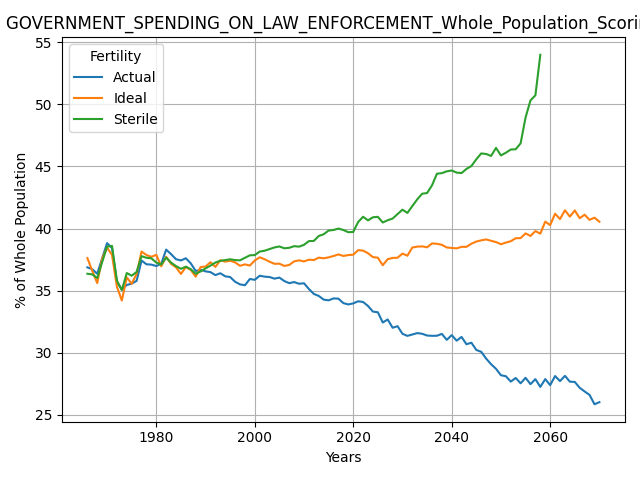 GOVERNMENT_SPENDING_ON_LAW_ENFORCEMENT_Whole_Population_Scori
Fertility
Actual
Ideal
Sterile
% of Whole Population
55
50
45
40
35
30
25
1980
2000
2020
2040
2060
Years